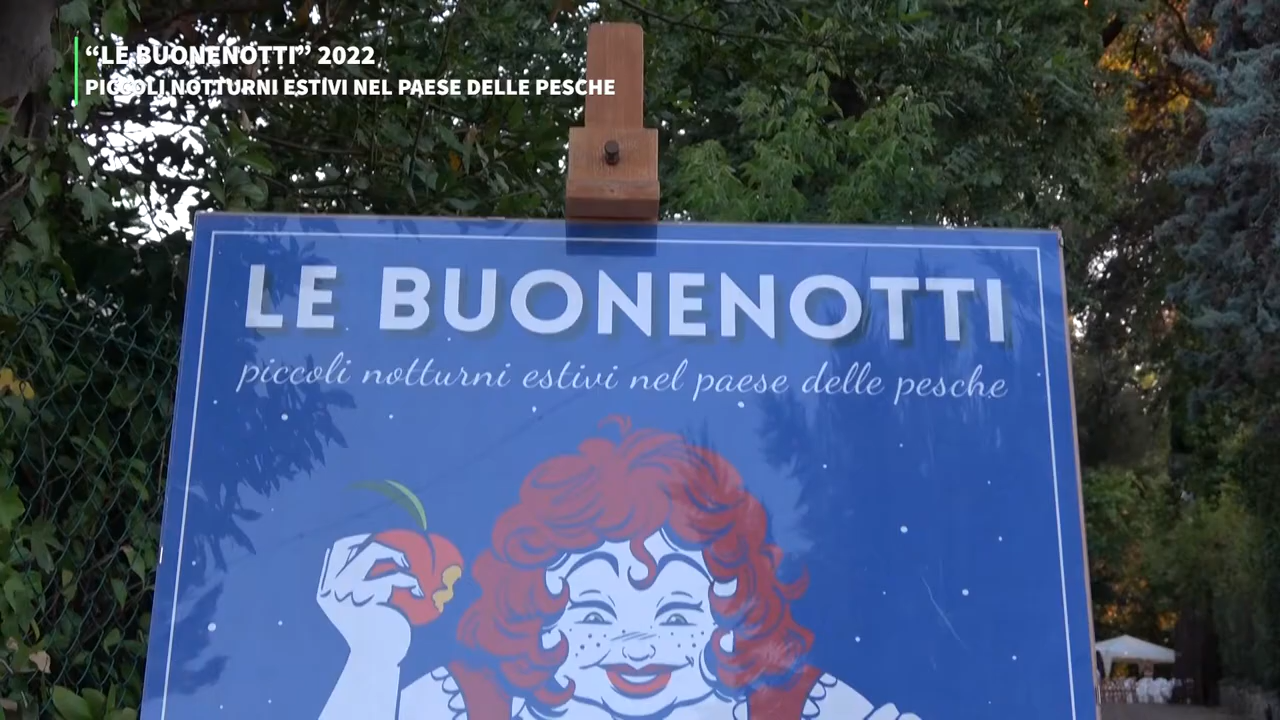 “LE BUONENOTTI” 2022
PICCOLI NOTTURNI ESTIVI NEL PAESE DELLE PESCHE
LE BUONENOTTI
piccoli notturni estivi nel paese delle pesche